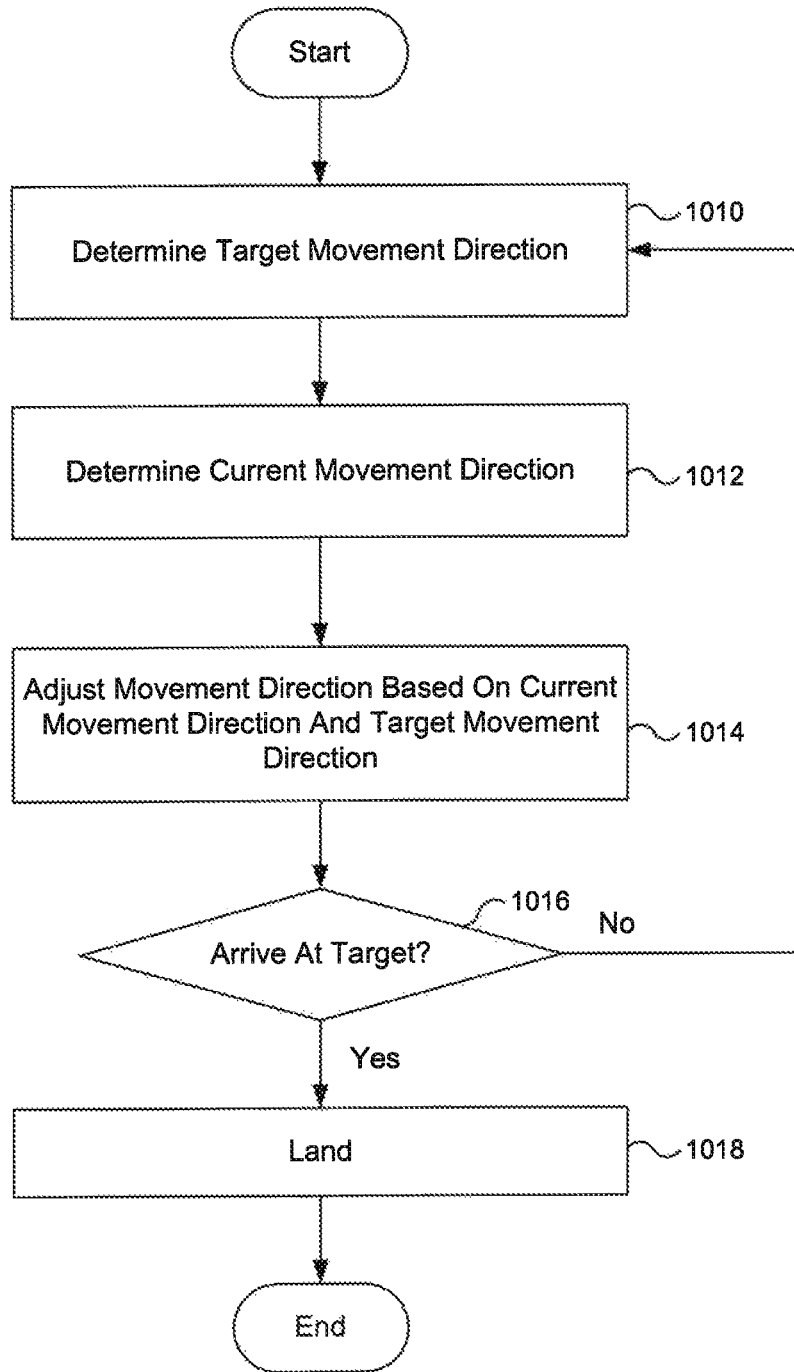 Start
1010
Determine Target Movement Direction
Determine Current Movement Direction
1012
Adjust Movement Direction Based On Current
Movement Direction And Target Movement
Direction
1014
1016
No
Arrive At Target?
Yes
Land
1018
End